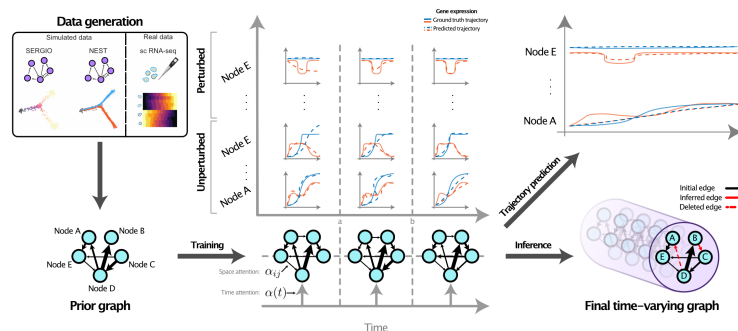 Data generation
Simulated data
Real data
SERGIO
NEST
sc RNA-seq
Gene expression
Ground truth trajectory
Predicted trajectory
Perturbed
Node E
Unperturbed
Node E
Node A
a
b
Time
Node E
Node A
Trajectory prediction
Node A
Node B
Node E
Node C
Node D
Prior graph
Training
Space attention:
αij
Time attention:
α(t)
Inference
Initial edge
Inferred edge
Deleted edge
A
B
E
C
D
Final time-varying graph